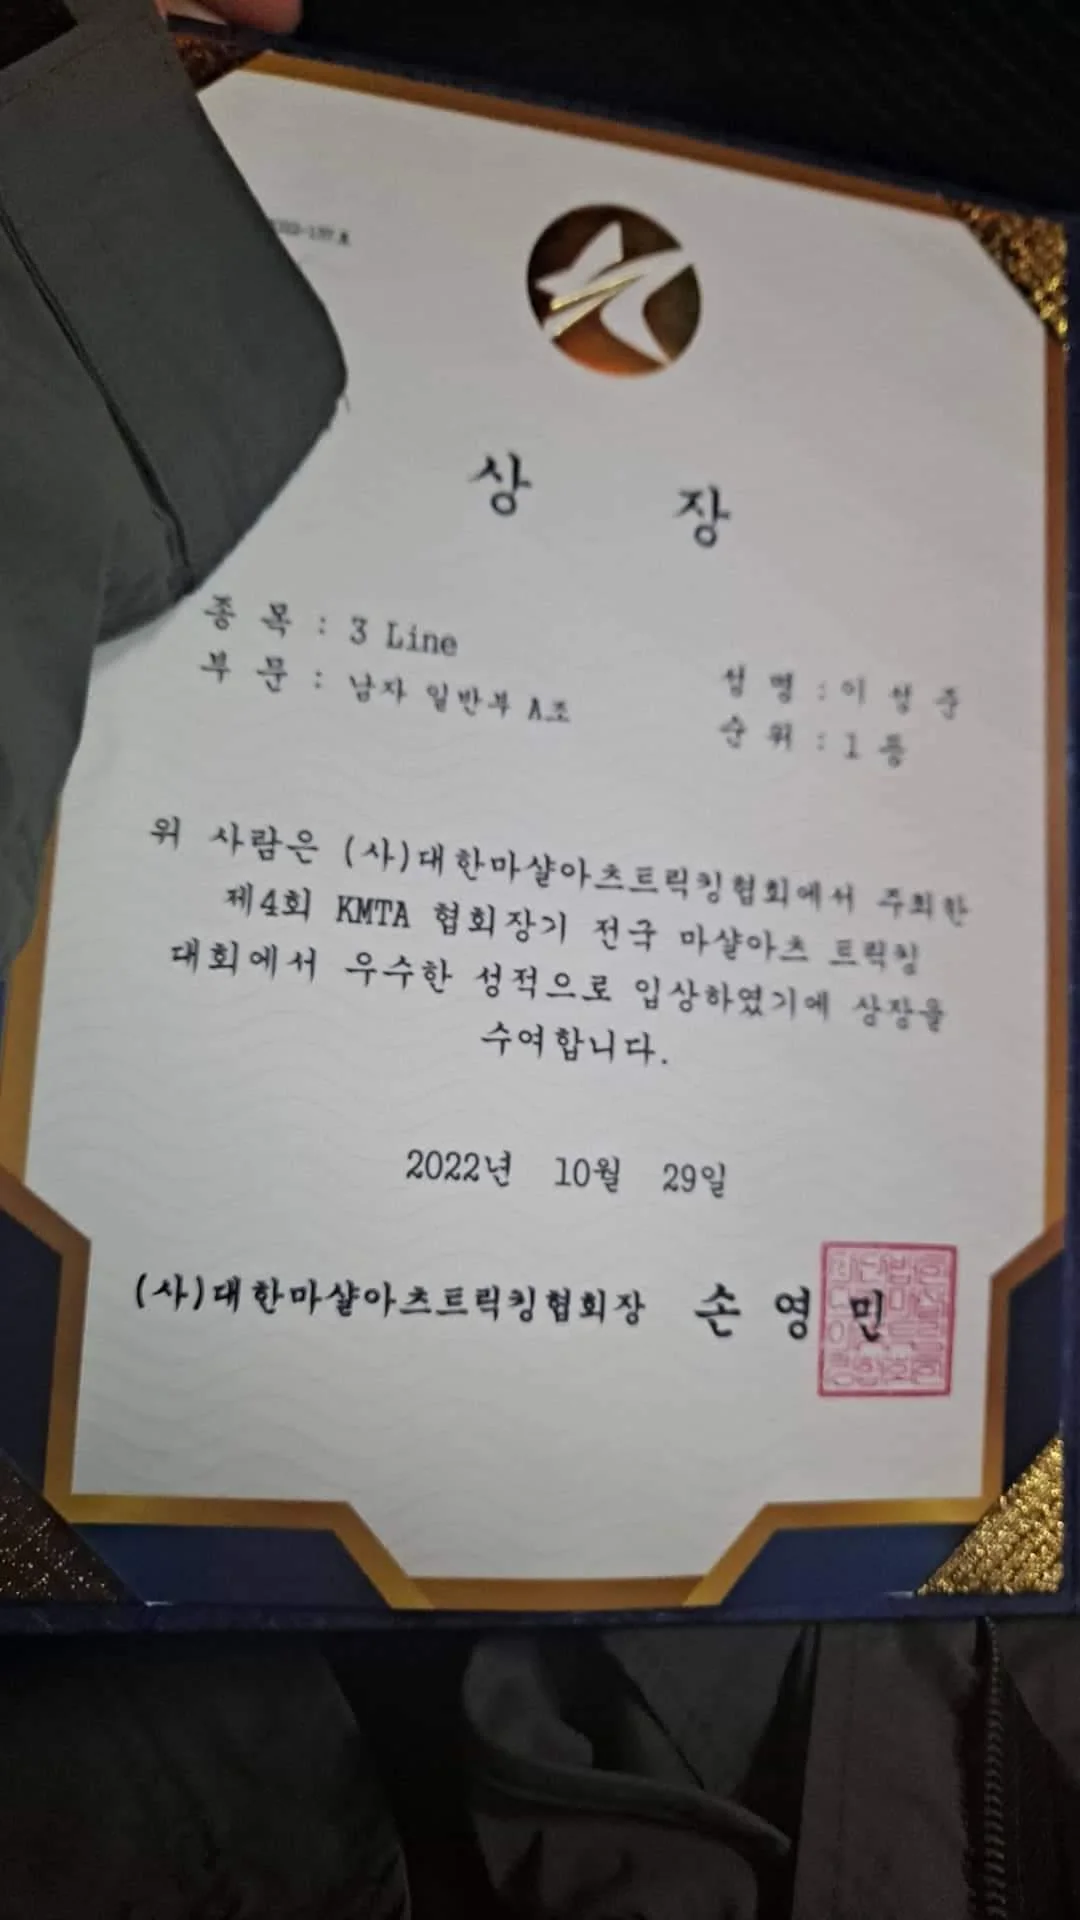 상 장
종 목 : 3 Line
부 문 : 남자 일반부 A조
성 명 : 이 성 준
순 위 : 1 등
위 사람은 (사)대한마샬아츠트릭킹협회에서 주최한
제4회 KMTA 협회장기 전국 마샬아츠 트릭킹
대회에서 우수한 성적으로 입상하였기에 상장을
수여합니다.
2022년 10월 29일
(사)대한마샬아츠트릭킹협회장 손 영 민